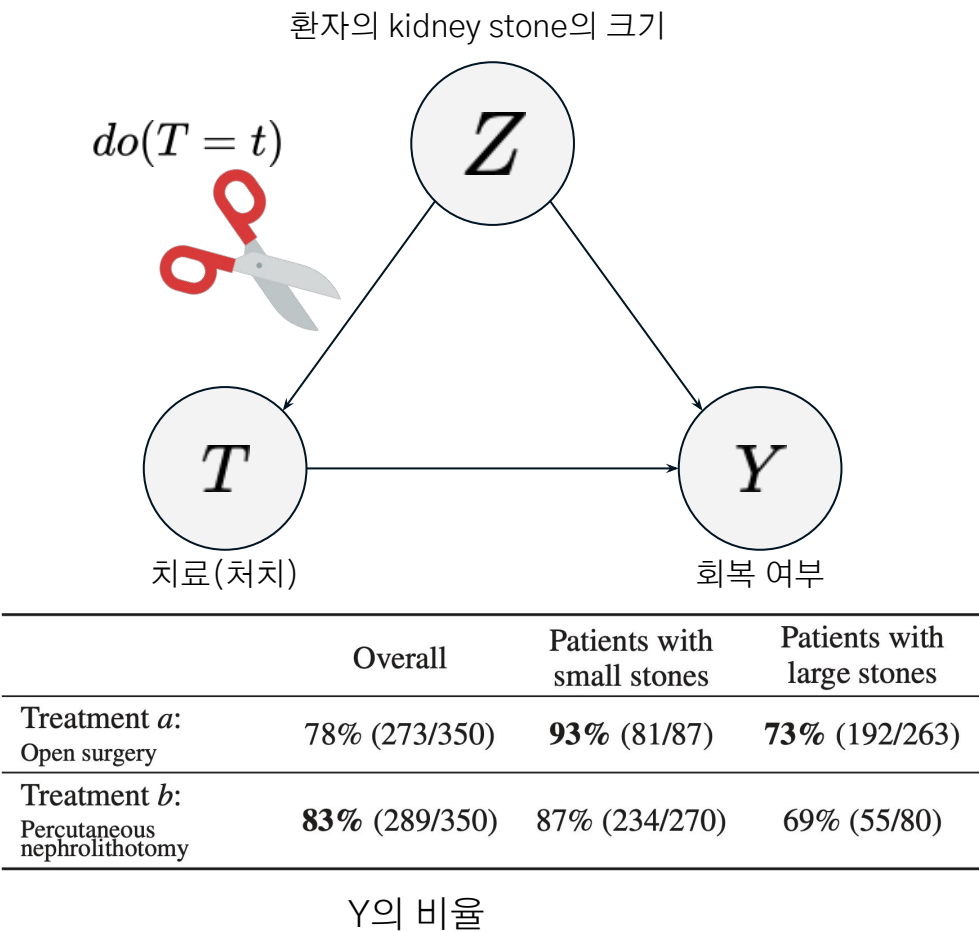 환자의 kidney stone의 크기
do(T = t)
Z
T
Y
치료(처치)
회복 여부
Overall
Patients with
small stones
Patients with
large stones
Treatment a:
Open surgery
78% (273/350)
93% (81/87)
73% (192/263)
Treatment b:
Percutaneous
nephrolithotomy
83% (289/350)
87% (234/270)
69% (55/80)
Y의 비율